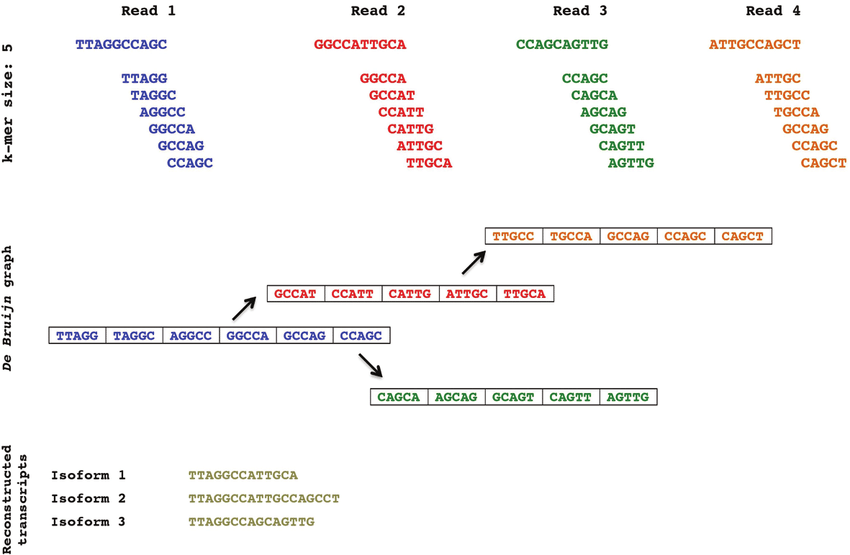 Read 1 Read 2 Read 3 Read 4
k-mer size: 5
TTAGGCCAGC GGCCATTGCA CCAGCAGTTG ATTGCCAGCT
TTAGG GGCCA CCAGC ATTGC
TAGGC GCCAT CAGCA TTGCC
AGGCC CCATT AGCAG TGCCA
GGCCA CATTG GCAGT GCCAG
GCCAG ATTGC CAGTT CCAGC
CCAGC TTGCA AGTTG CAGCT
De Bruijn graph
TTGCC TGCCA GCCAG CCAGC CAGCT
GCCAT CCATT CATTG ATTGC TTGCA
TTAGG TAGGC AGGCC GGCCA GCCAG CCAGC
CAGCA AGCAG GCAGT CAGTT AGTTG
Reconstructed
transcripts
Isoform 1 TTAGGCCATTGCA
Isoform 2 TTAGGCCATTGCCAGCCT
Isoform 3 TTAGGCCAGCAGTTG